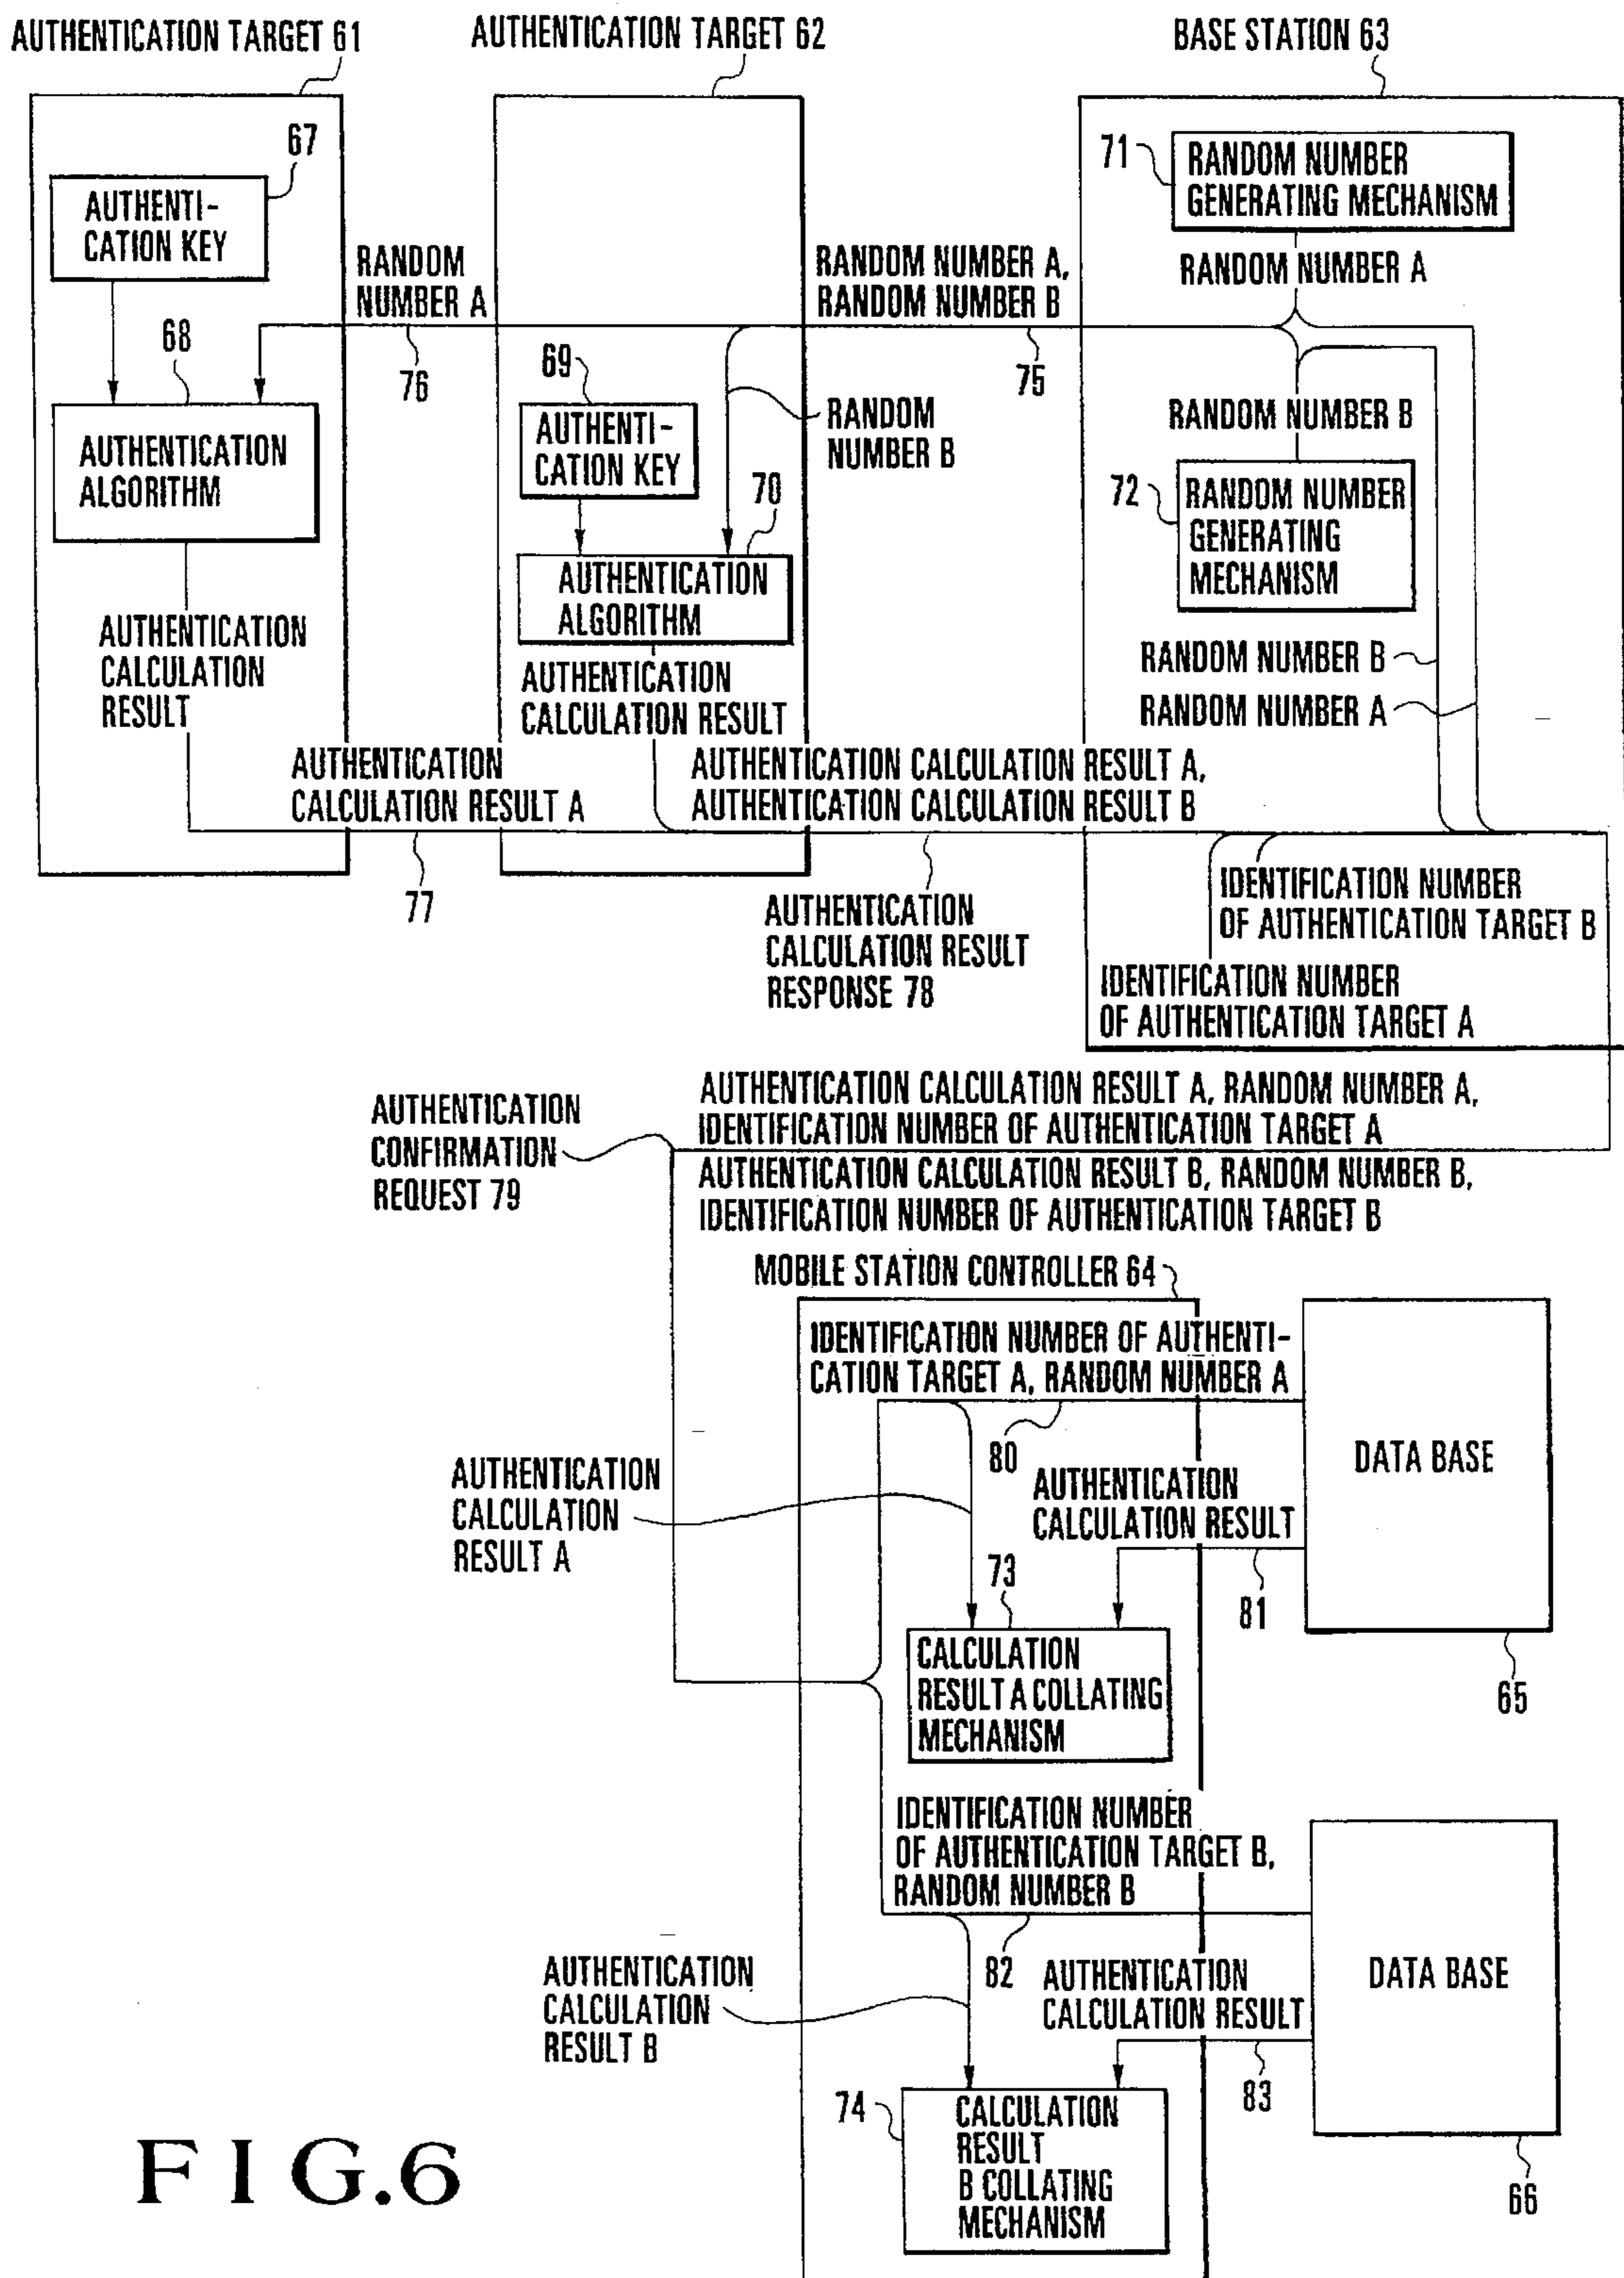 AUTHENTICATION TARGET 61
AUTHENTICATION TARGET 62
BASE STATION 63
67
AUTHENTI-
CATION KEY
RANDOM
NUMBER A
76
68
AUTHENTICATION
ALGORITHM
AUTHENTICATION
CALCULATION
RESULT
69
AUTHENTI-
CATION KEY
RANDOM NUMBER A,
RANDOM NUMBER B
75
RANDOM
NUMBER B
70
AUTHENTICATION
ALGORITHM
AUTHENTICATION
CALCULATION RESULT
71
RANDOM NUMBER
GENERATING MECHANISM
RANDOM NUMBER A
RANDOM NUMBER B
72
RANDOM NUMBER
GENERATING
MECHANISM
RANDOM NUMBER B
RANDOM NUMBER A
AUTHENTICATION
CALCULATION RESULT A
77
AUTHENTICATION CALCULATION RESULT A,
AUTHENTICATION CALCULATION RESULT B
AUTHENTICATION
CALCULATION RESULT
RESPONSE 78
IDENTIFICATION NUMBER
OF AUTHENTICATION TARGET B
IDENTIFICATION NUMBER
OF AUTHENTICATION TARGET A
AUTHENTICATION
CONFIRMATION
REQUEST 79
AUTHENTICATION CALCULATION RESULT A, RANDOM NUMBER A,
IDENTIFICATION NUMBER OF AUTHENTICATION TARGET A
AUTHENTICATION CALCULATION RESULT B, RANDOM NUMBER B,
IDENTIFICATION NUMBER OF AUTHENTICATION TARGET B
MOBILE STATION CONTROLLER 64
IDENTIFICATION NUMBER OF AUTHENTI-
CATION TARGET A, RANDOM NUMBER A
80
AUTHENTICATION
CALCULATION
RESULT A
AUTHENTICATION
CALCULATION RESULT
81
DATA BASE
65
73
CALCULATION
RESULT A COLLATING
MECHANISM
IDENTIFICATION NUMBER
OF AUTHENTICATION TARGET B,
RANDOM NUMBER B
82
AUTHENTICATION
CALCULATION
RESULT B
AUTHENTICATION
CALCULATION RESULT
83
DATA BASE
66
74
CALCULATION
RESULT
B COLLATING
MECHANISM
FIG.6